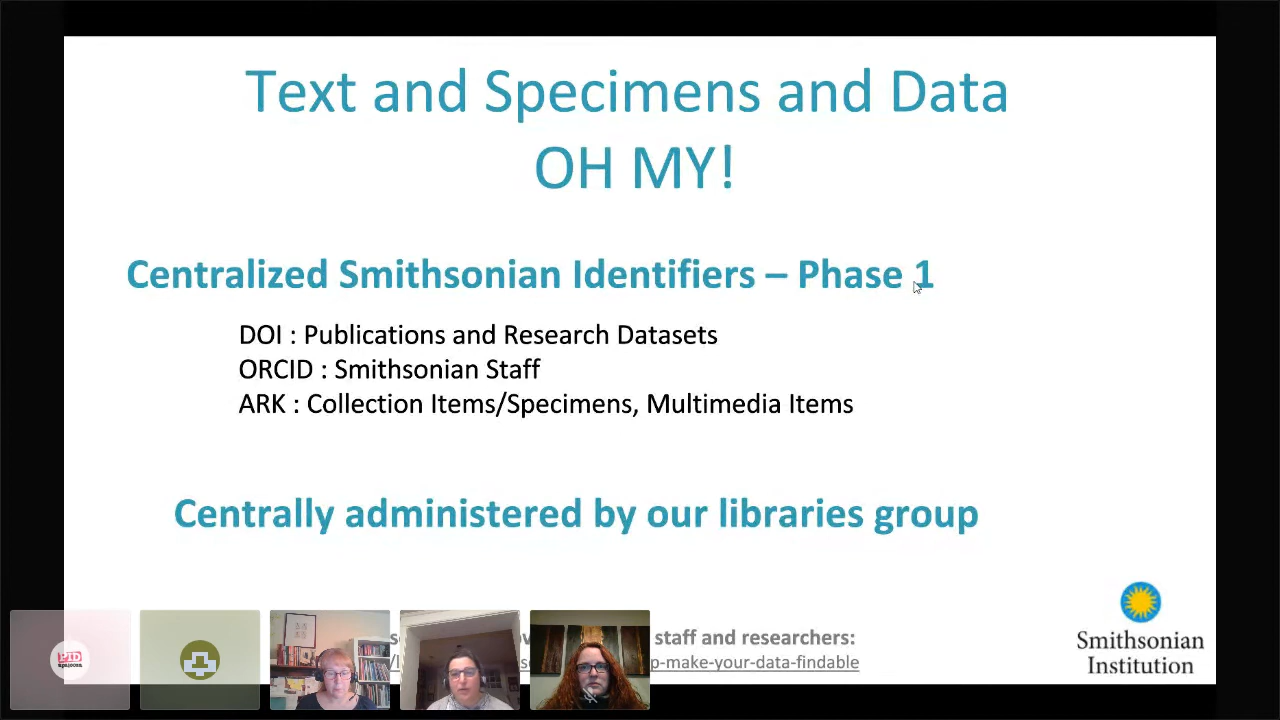 Text and Specimens and Data
OH MY!
Centralized Smithsonian Identifiers – Phase 1
DOI : Publications and Research Datasets
ORCID : Smithsonian Staff
ARK : Collection Items/Specimens, Multimedia Items
Centrally administered by our libraries group
staff and researchers:
p-make-your-data-findable
Smithsonian
Institution
PID